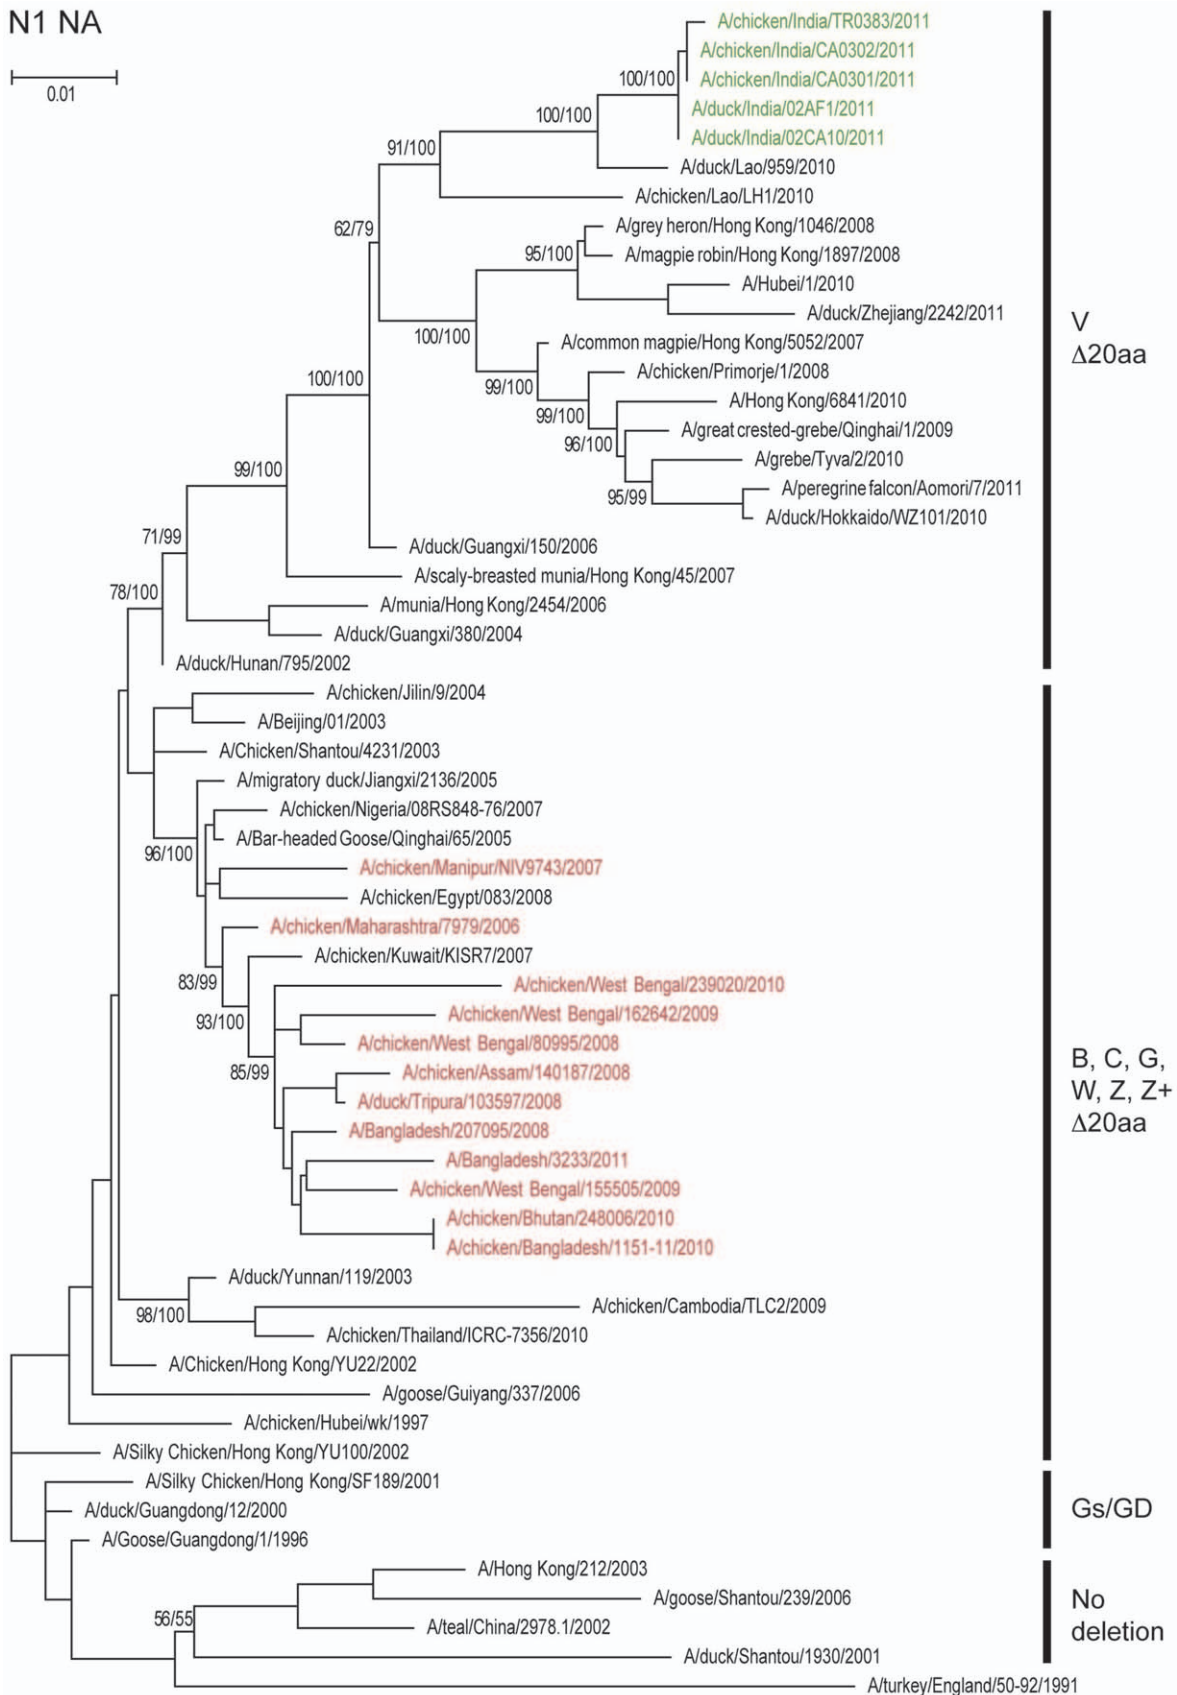 N1 NA
0.01
A/chicken/India/TR0383/2011
A/chicken/India/CA0302/2011
100/100
A/chicken/India/CA0301/2011
A/duck/India/02AF1/2011
100/100
A/duck/India/02CA10/2011
91/100
A/duck/Lao/959/2010
A/chicken/Lao/LH1/2010
62/79
A/grey heron/Hong Kong/1046/2008
95/100
A/magpie robin/Hong Kong/1897/2008
A/Hubei/1/2010
A/duck/Zhejiang/2242/2011
V
Δ20aa
100/100
A/common magpie/Hong Kong/5052/2007
A/chicken/Primorje/1/2008
100/100
99/100
A/Hong Kong/6841/2010
99/100
A/great crested-grebe/Qinghai/1/2009
96/100
A/grebe/Tyva/2/2010
99/100
A/peregrine falcon/Aomori/7/2011
95/99
A/duck/Hokkaido/WZ101/2010
71/99
A/duck/Guangxi/150/2006
A/scaly-breasted munia/Hong Kong/45/2007
78/100
A/munia/Hong Kong/2454/2006
A/duck/Guangxi/380/2004
A/duck/Hunan/795/2002
A/chicken/Jilin/9/2004
A/Beijing/01/2003
A/Chicken/Shantou/4231/2003
A/migratory duck/Jiangxi/2136/2005
A/chicken/Nigeria/08RS848-76/2007
A/Bar-headed Goose/Qinghai/65/2005
96/100
A/chicken/Manipur/NIV9743/2007
A/chicken/Egypt/083/2008
A/chicken/Maharashtra/7979/2006
A/chicken/Kuwait/KISR7/2007
83/99
A/chicken/West Bengal/239020/2010
A/chicken/West Bengal/162642/2009
93/100
A/chicken/West Bengal/80995/2008
85/99
A/chicken/Assam/140187/2008
A/duck/Tripura/103597/2008
B, C, G,
W, Z, Z+
Δ20aa
A/Bangladesh/207095/2008
A/Bangladesh/3233/2011
A/chicken/West Bengal/155505/2009
A/chicken/Bhutan/248006/2010
A/chicken/Bangladesh/1151-11/2010
A/duck/Yunnan/119/2003
A/chicken/Cambodia/TLC2/2009
98/100
A/chicken/Thailand/ICRC-7356/2010
A/Chicken/Hong Kong/YU22/2002
A/goose/Guiyang/337/2006
A/chicken/Hubei/wk/1997
A/Silky Chicken/Hong Kong/YU100/2002
A/Silky Chicken/Hong Kong/SF189/2001
A/duck/Guangdong/12/2000
Gs/GD
A/Goose/Guangdong/1/1996
A/Hong Kong/212/2003
A/goose/Shantou/239/2006
No
deletion
56/55
A/teal/China/2978.1/2002
A/duck/Shantou/1930/2001
A/turkey/England/50-92/1991